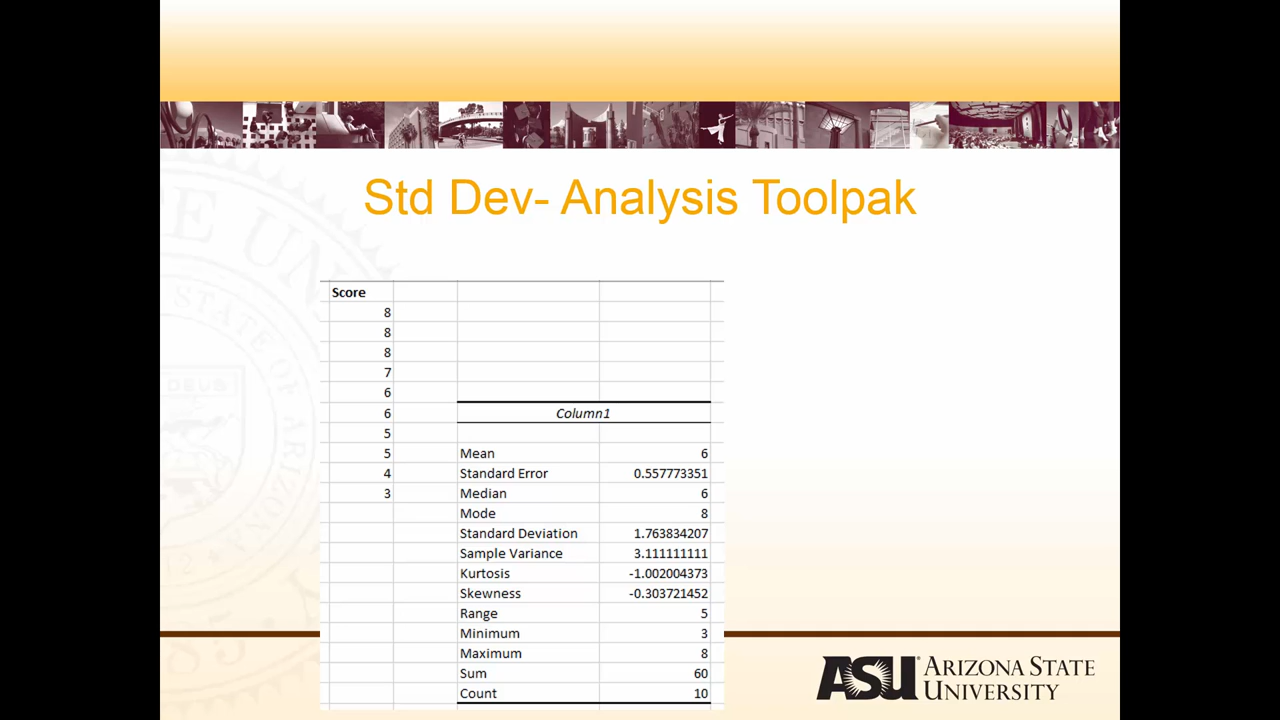 Std Dev- Analysis Toolpak
Score
8
8
8
7
6
6
5
5
4
3
Column1
Mean 6
Standard Error 0.557773351
Median 6
Mode 8
Standard Deviation 1.763834207
Sample Variance 3.111111111
Kurtosis -1.002004373
Skewness -0.303721452
Range 5
Minimum 3
Maximum 8
Sum 60
Count 10
ASU ARIZONA STATE
UNIVERSITY